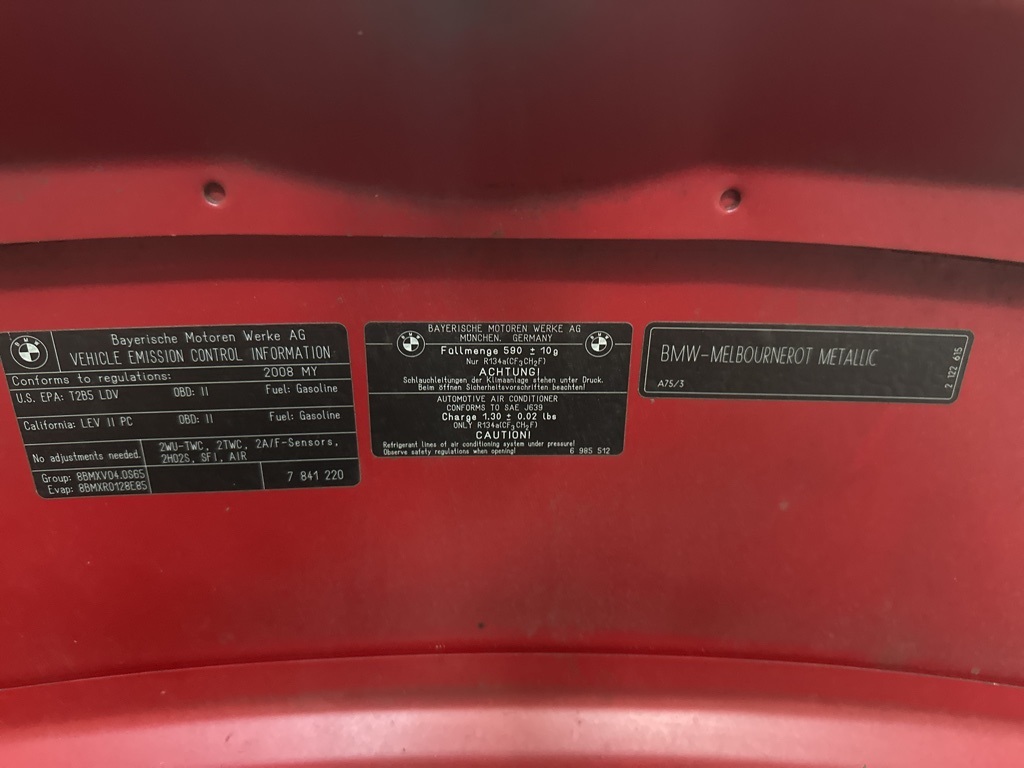 BMW
Bayerische Motoren Werke AG
VEHICLE EMISSION CONTROL INFORMATION
Conforms to regulations: 2008 MY
U.S. EPA: T2B5 LDV OBD: II Fuel: Gasoline
California: LEV II PC OBD: II Fuel: Gasoline
No adjustments needed. 2WU-TWC, 2TWC, 2A/F-Sensors,
2HO2S, SFI, AIR
Group: 8BMXV04.0S65
Evap: 8BMXR0128E85
7 841 220
BMW
BAYERISCHE MOTOREN WERKE AG
MÜNCHEN, GERMANY
BMW
Füllmenge 590 ± 10g
Nur R134a(CF₃CH₂F)
ACHTUNG!
Schlauchleitungen der Klimaanlage stehen unter Druck.
Beim öffnen Sicherheitsvorschriften beachten!
AUTOMOTIVE AIR CONDITIONER
CONFORMS TO SAE J639
Charge 1.30 ± 0.02 lbs
ONLY R134a(CF₃CH₂F)
CAUTION!
Refrigerant lines of air conditioning system under pressure!
Observe safety regulations when opening!
6 985 512
BMW-MELBOURNEROT METALLIC
A75/3
2 122 615